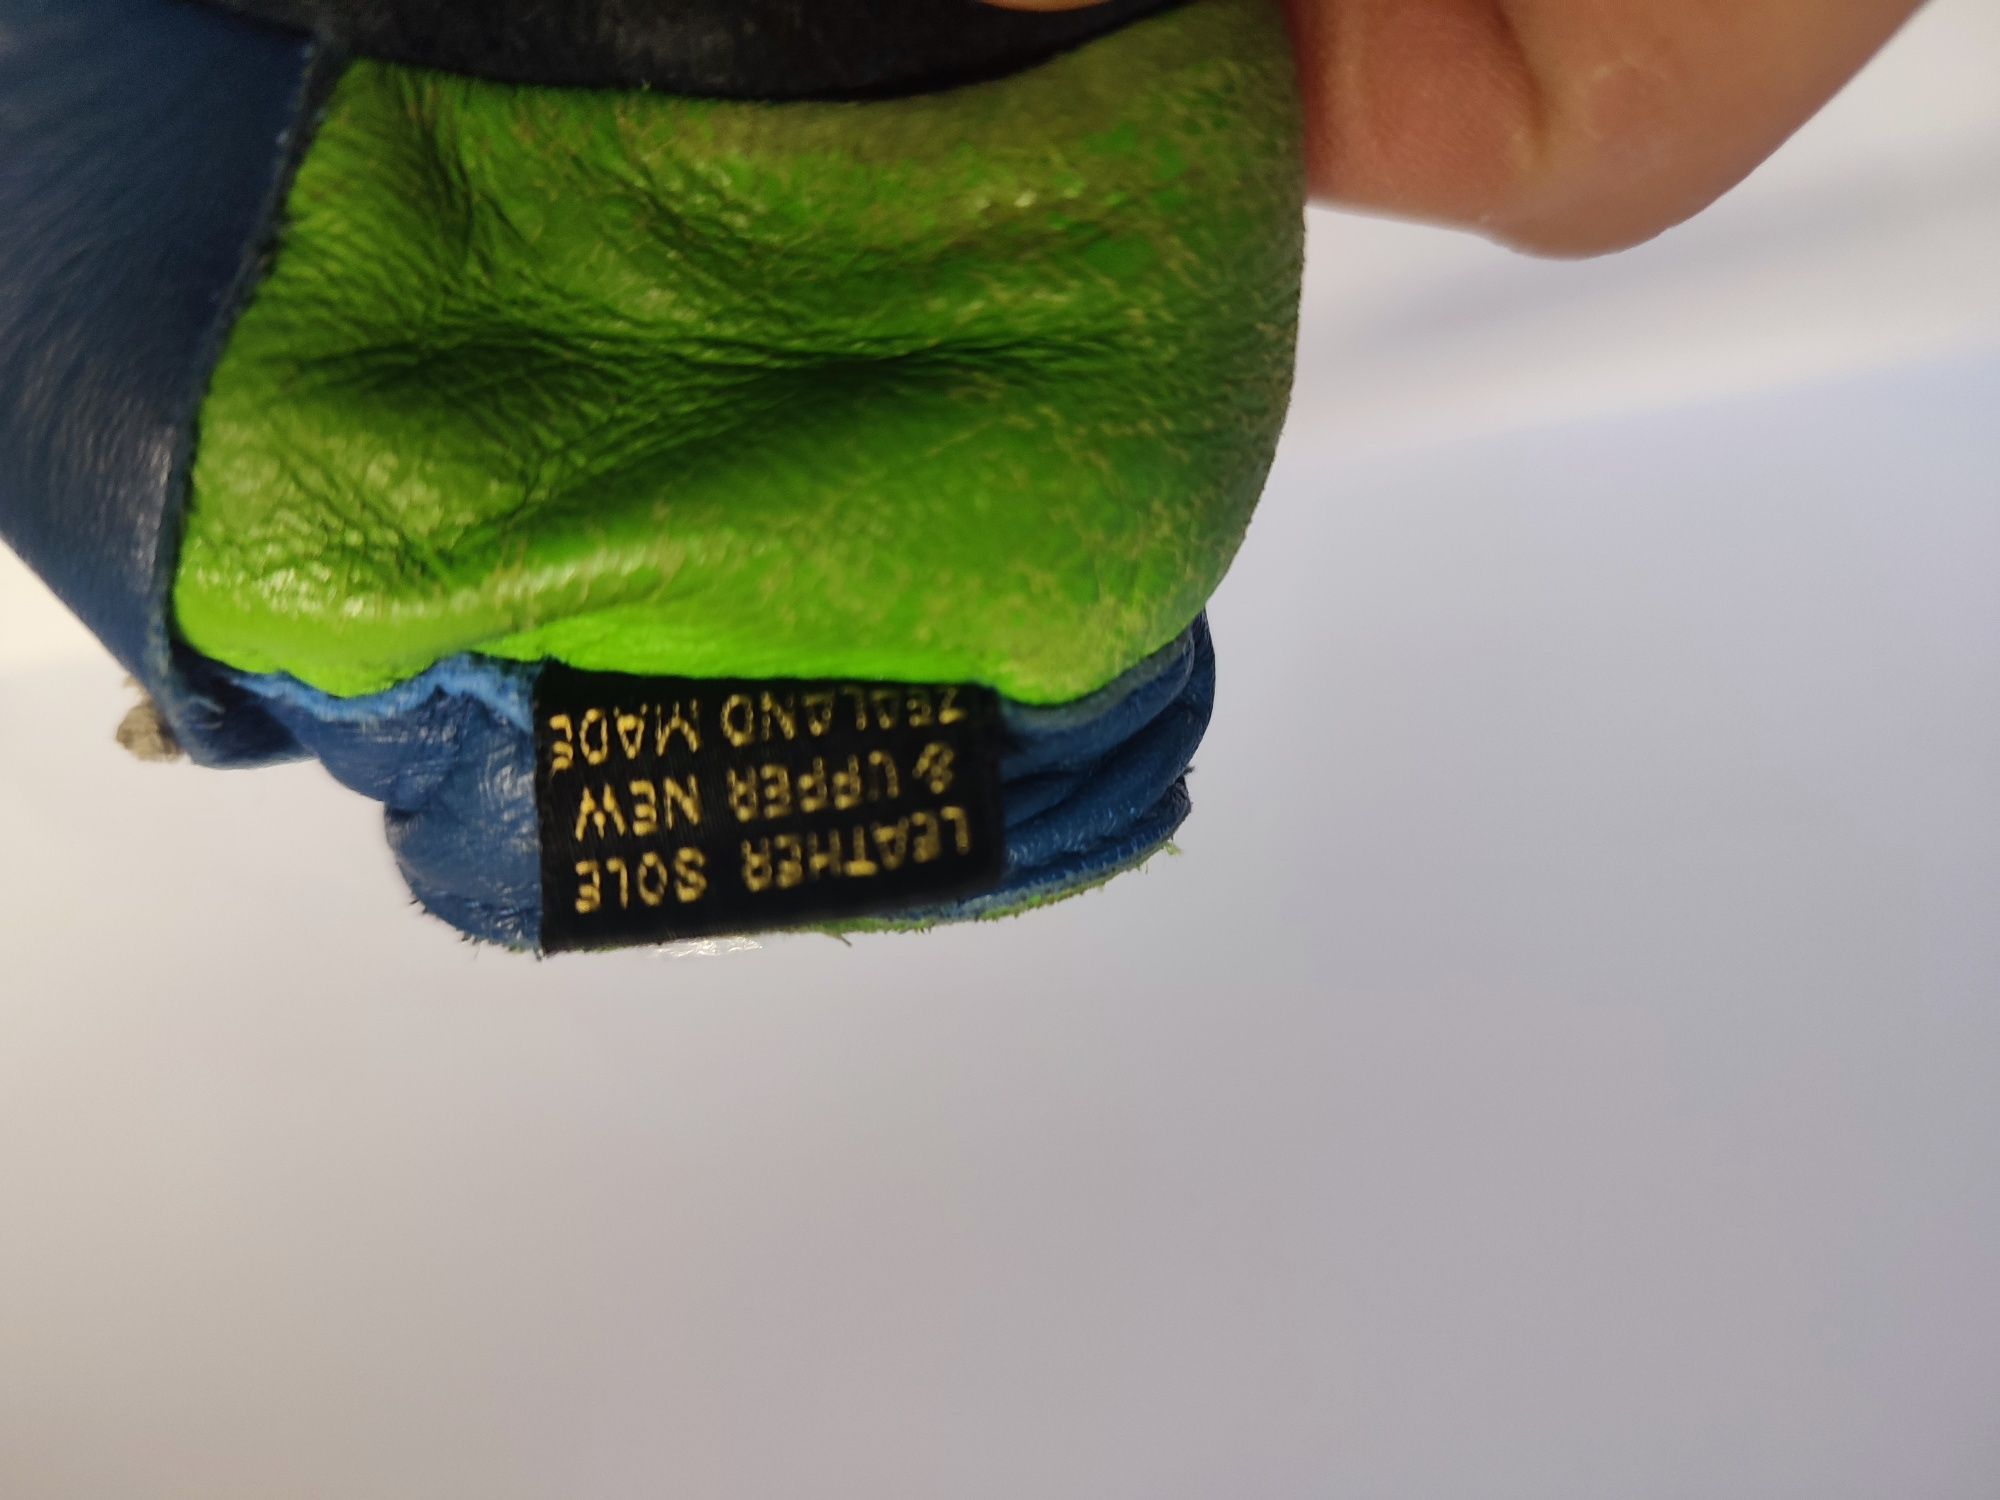 LEATHER SOLE
& UPPER NEW
ZEALAND MADE